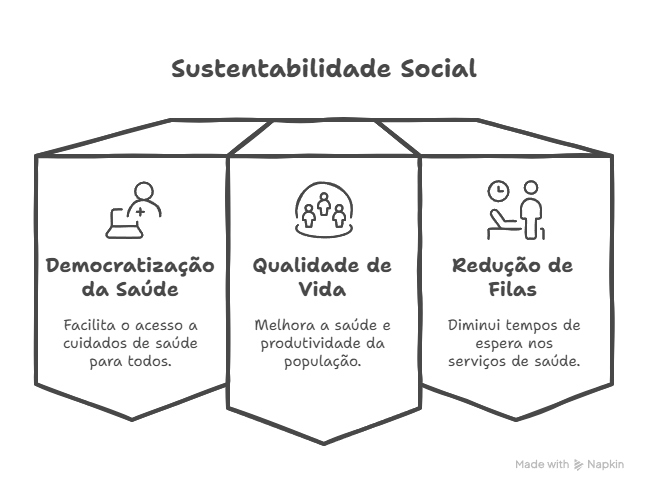 Sustentabilidade Social
Democratização
da Saúde
Facilita o acesso a
cuidados de saúde
para todos.
Qualidade de
Vida
Melhora a saúde e
produtividade da
população.
Redução de
Filas
Diminui tempos de
espera nos
serviços de saúde.
Made with Napkin